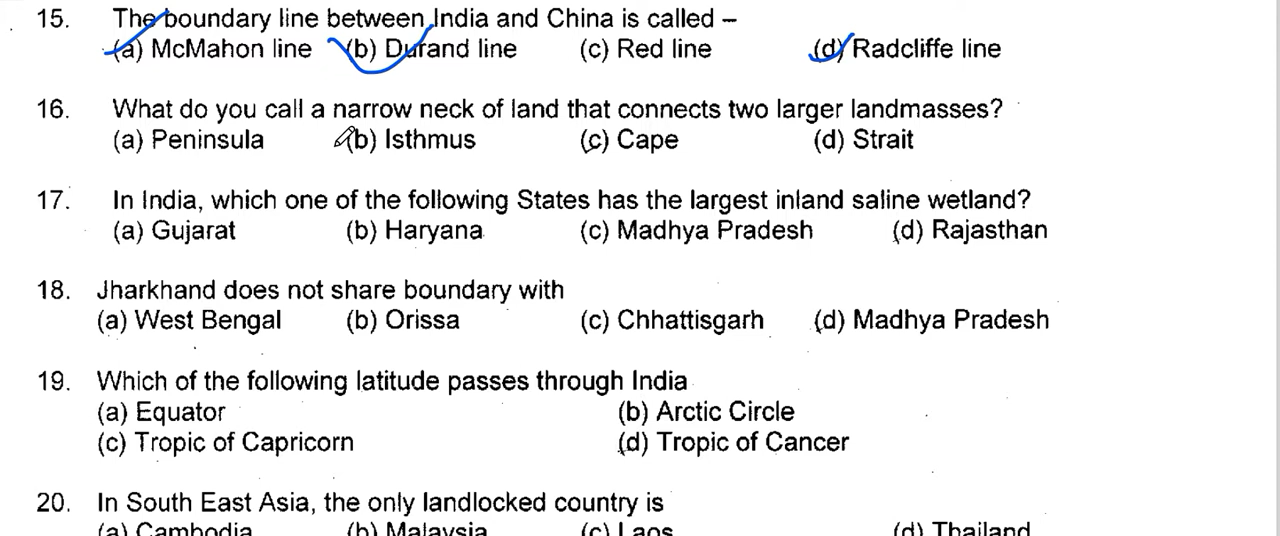 15. The boundary line between India and China is called –
(a) McMahon line (b) Durand line (c) Red line (d) Radcliffe line
16. What do you call a narrow neck of land that connects two larger landmasses?
(a) Peninsula (b) Isthmus (c) Cape (d) Strait
17. In India, which one of the following States has the largest inland saline wetland?
(a) Gujarat (b) Haryana (c) Madhya Pradesh (d) Rajasthan
18. Jharkhand does not share boundary with
(a) West Bengal (b) Orissa (c) Chhattisgarh (d) Madhya Pradesh
19. Which of the following latitude passes through India
(a) Equator (b) Arctic Circle
(c) Tropic of Capricorn (d) Tropic of Cancer
20. In South East Asia, the only landlocked country is
(a) Cambodia (b) Malaysia (c) Laos (d) Thailand